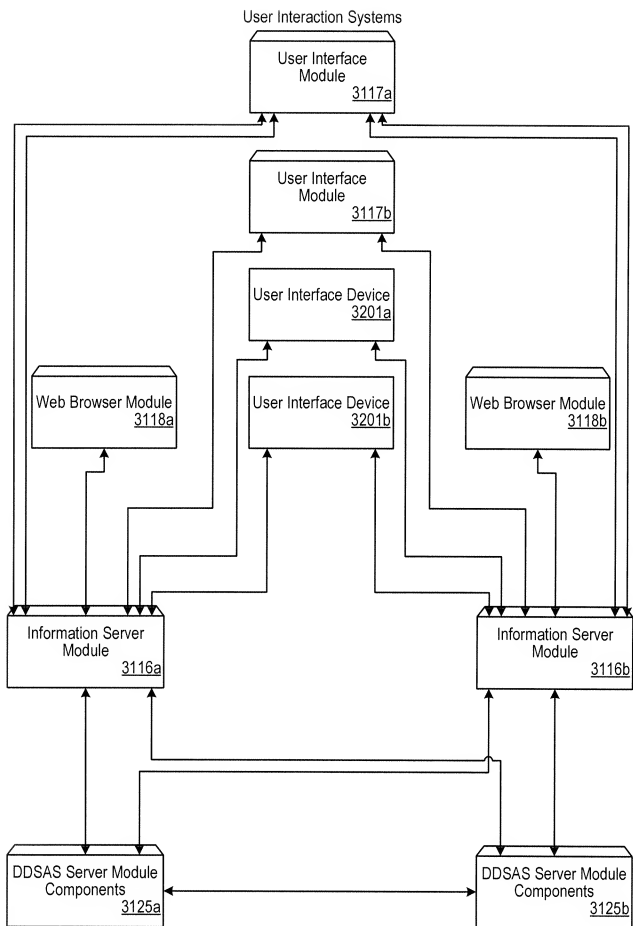 User Interaction Systems
User Interface
Module
3117a
User Interface
Module
3117b
User Interface Device
3201a
Web Browser Module
3118a
User Interface Device
3201b
Web Browser Module
3118b
Information Server
Module
3116a
Information Server
Module
3116b
DDSAS Server Module
Components
3125a
DDSAS Server Module
Components
3125b